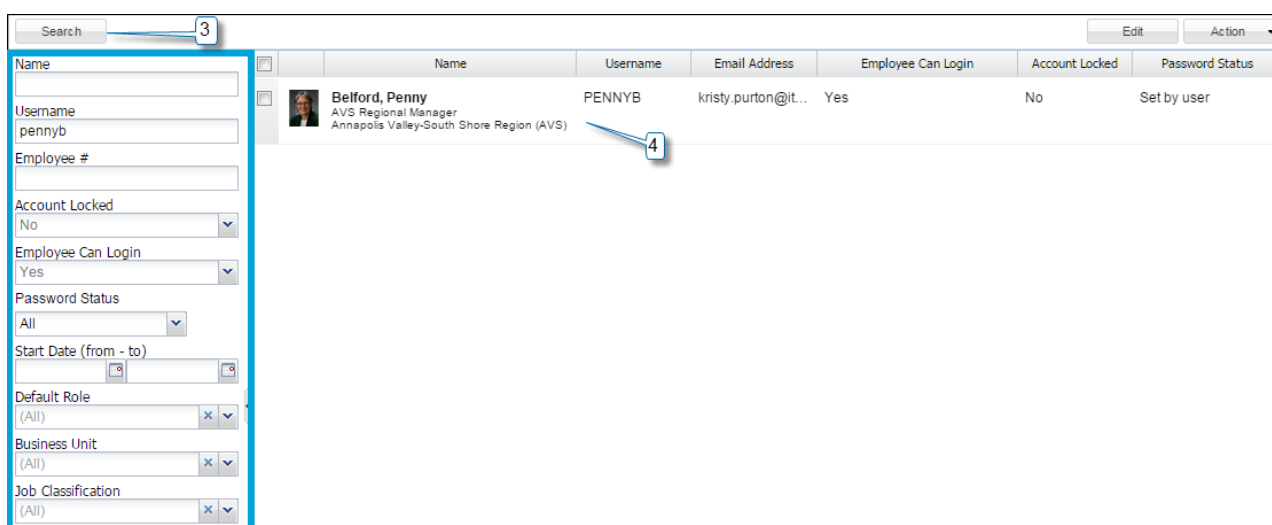 Search
3
Edit
Action
Name
Username
pennyb
Employee #
Account Locked
No
Employee Can Login
Yes
Password Status
All
Start Date (from - to)
Default Role
(All)
Business Unit
(All)
Job Classification
(All)
Name Username Email Address Employee Can Login Account Locked Password Status
Belford, Penny PENNYB kristy.purton@it... Yes No Set by user
AVS Regional Manager
Annapolis Valley-South Shore Region (AVS)
4